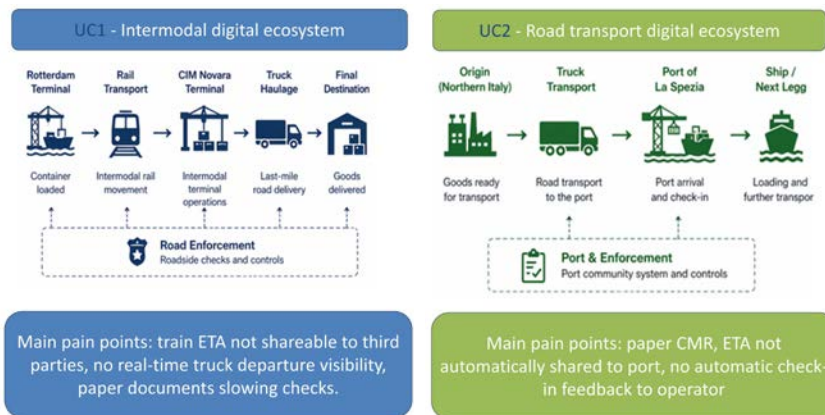 UC1 - Intermodal digital ecosystem
Rotterdam
Terminal
Rail
Transport
CIM Novara
Terminal
Truck
Haulage
Final
Destination
Container
loaded
Intermodal rail
movement
Intermodal
terminal
operations
Last-mile
road delivery
Goods
delivered
Road Enforcement
Roadside checks and controls
Main pain points: train ETA not shareable to third
parties, no real-time truck departure visibility,
paper documents slowing checks.
UC2 - Road transport digital ecosystem
Origin
(Northern Italy)
Truck
Transport
Port of
La Spezia
Ship /
Next Legg
Goods ready
for transport
Road transport
to the port
Port arrival
and check-in
Loading and
further transpor
Port & Enforcement
Port community system and controls
Main pain points: paper CMR, ETA not
automatically shared to port, no automatic check-
in feedback to operator